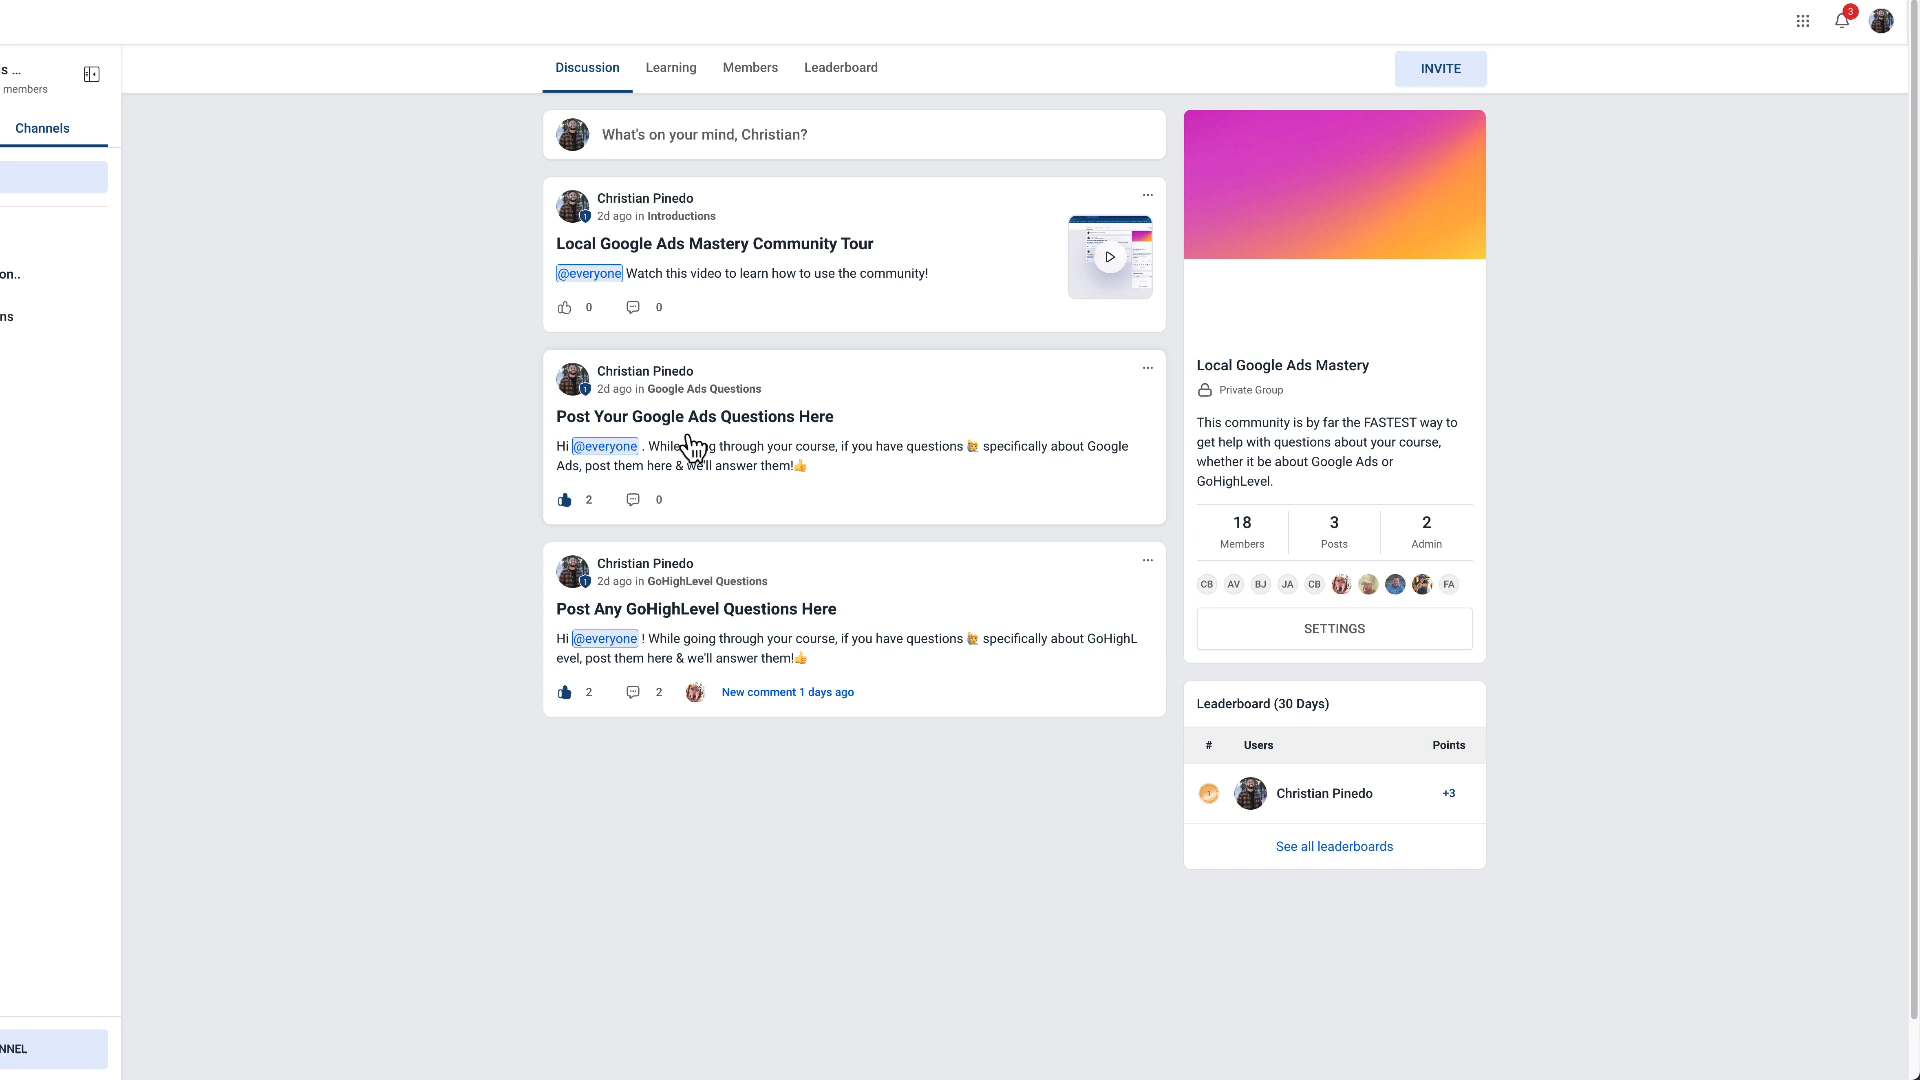 3
s ...
members
Channels
on..
ns
NNEL
Discussion
Learning
Members
Leaderboard
INVITE
What's on your mind, Christian?
Christian Pinedo
1
2d ago in Introductions
Local Google Ads Mastery Community Tour
@everyone Watch this video to learn how to use the community!
0
0
Christian Pinedo
1
2d ago in Google Ads Questions
Post Your Google Ads Questions Here
Hi @everyone . While going through your course, if you have questions 🙋 specifically about Google
Ads, post them here & we'll answer them!👍
2
0
Christian Pinedo
1
2d ago in GoHighLevel Questions
Post Any GoHighLevel Questions Here
Hi @everyone ! While going through your course, if you have questions 🙋 specifically about GoHighL
evel, post them here & we'll answer them!👍
2
2
New comment 1 days ago
Local Google Ads Mastery
Private Group
This community is by far the FASTEST way to
get help with questions about your course,
whether it be about Google Ads or
GoHighLevel.
18
3
2
Members
Posts
Admin
CB AV BJ JA CB FA
SETTINGS
Leaderboard (30 Days)
# Users Points
1
Christian Pinedo +3
See all leaderboards